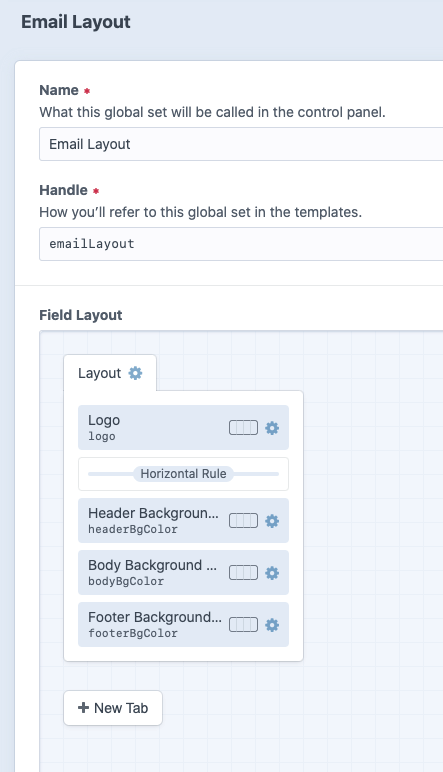 Email Layout
Name *
What this global set will be called in the control panel.
Email Layout
Handle *
How you’ll refer to this global set in the templates.
emailLayout
Field Layout
Layout
Logo
logo
Horizontal Rule
Header Backgroun...
headerBgColor
Body Background ...
bodyBgColor
Footer Background...
footerBgColor
+ New Tab